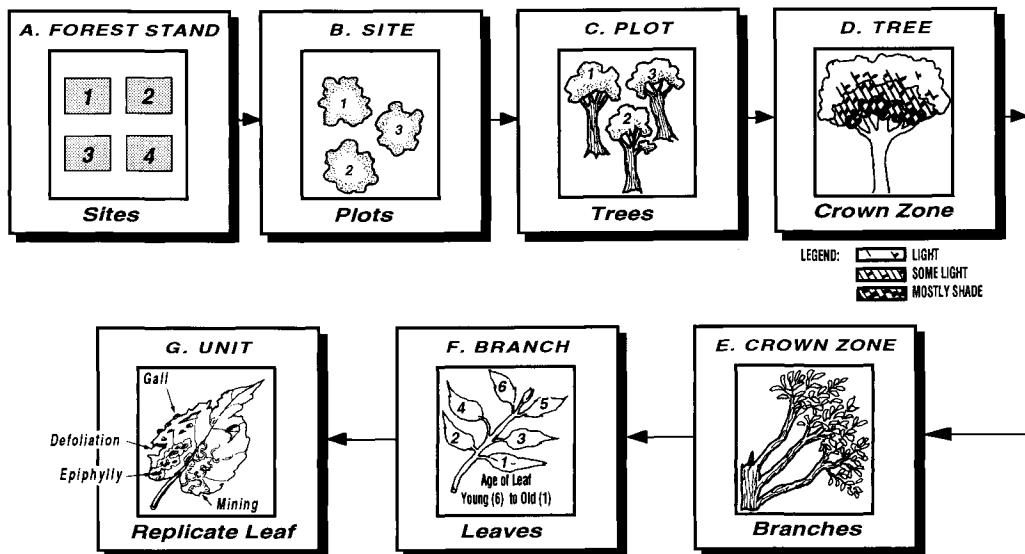 A. FOREST STAND
1
2
3
4
Sites
B. SITE
1
3
2
Plots
C. PLOT
1
3
2
Trees
D. TREE
Crown Zone
LEGEND:
LIGHT
SOME LIGHT
MOSTLY SHADE
G. UNIT
Gall
Defoliation
Epiphylly
Mining
Replicate Leaf
F. BRANCH
6
4
5
2
3
1
Age of Leaf
Young (6) to Old (1)
Leaves
E. CROWN ZONE
Branches